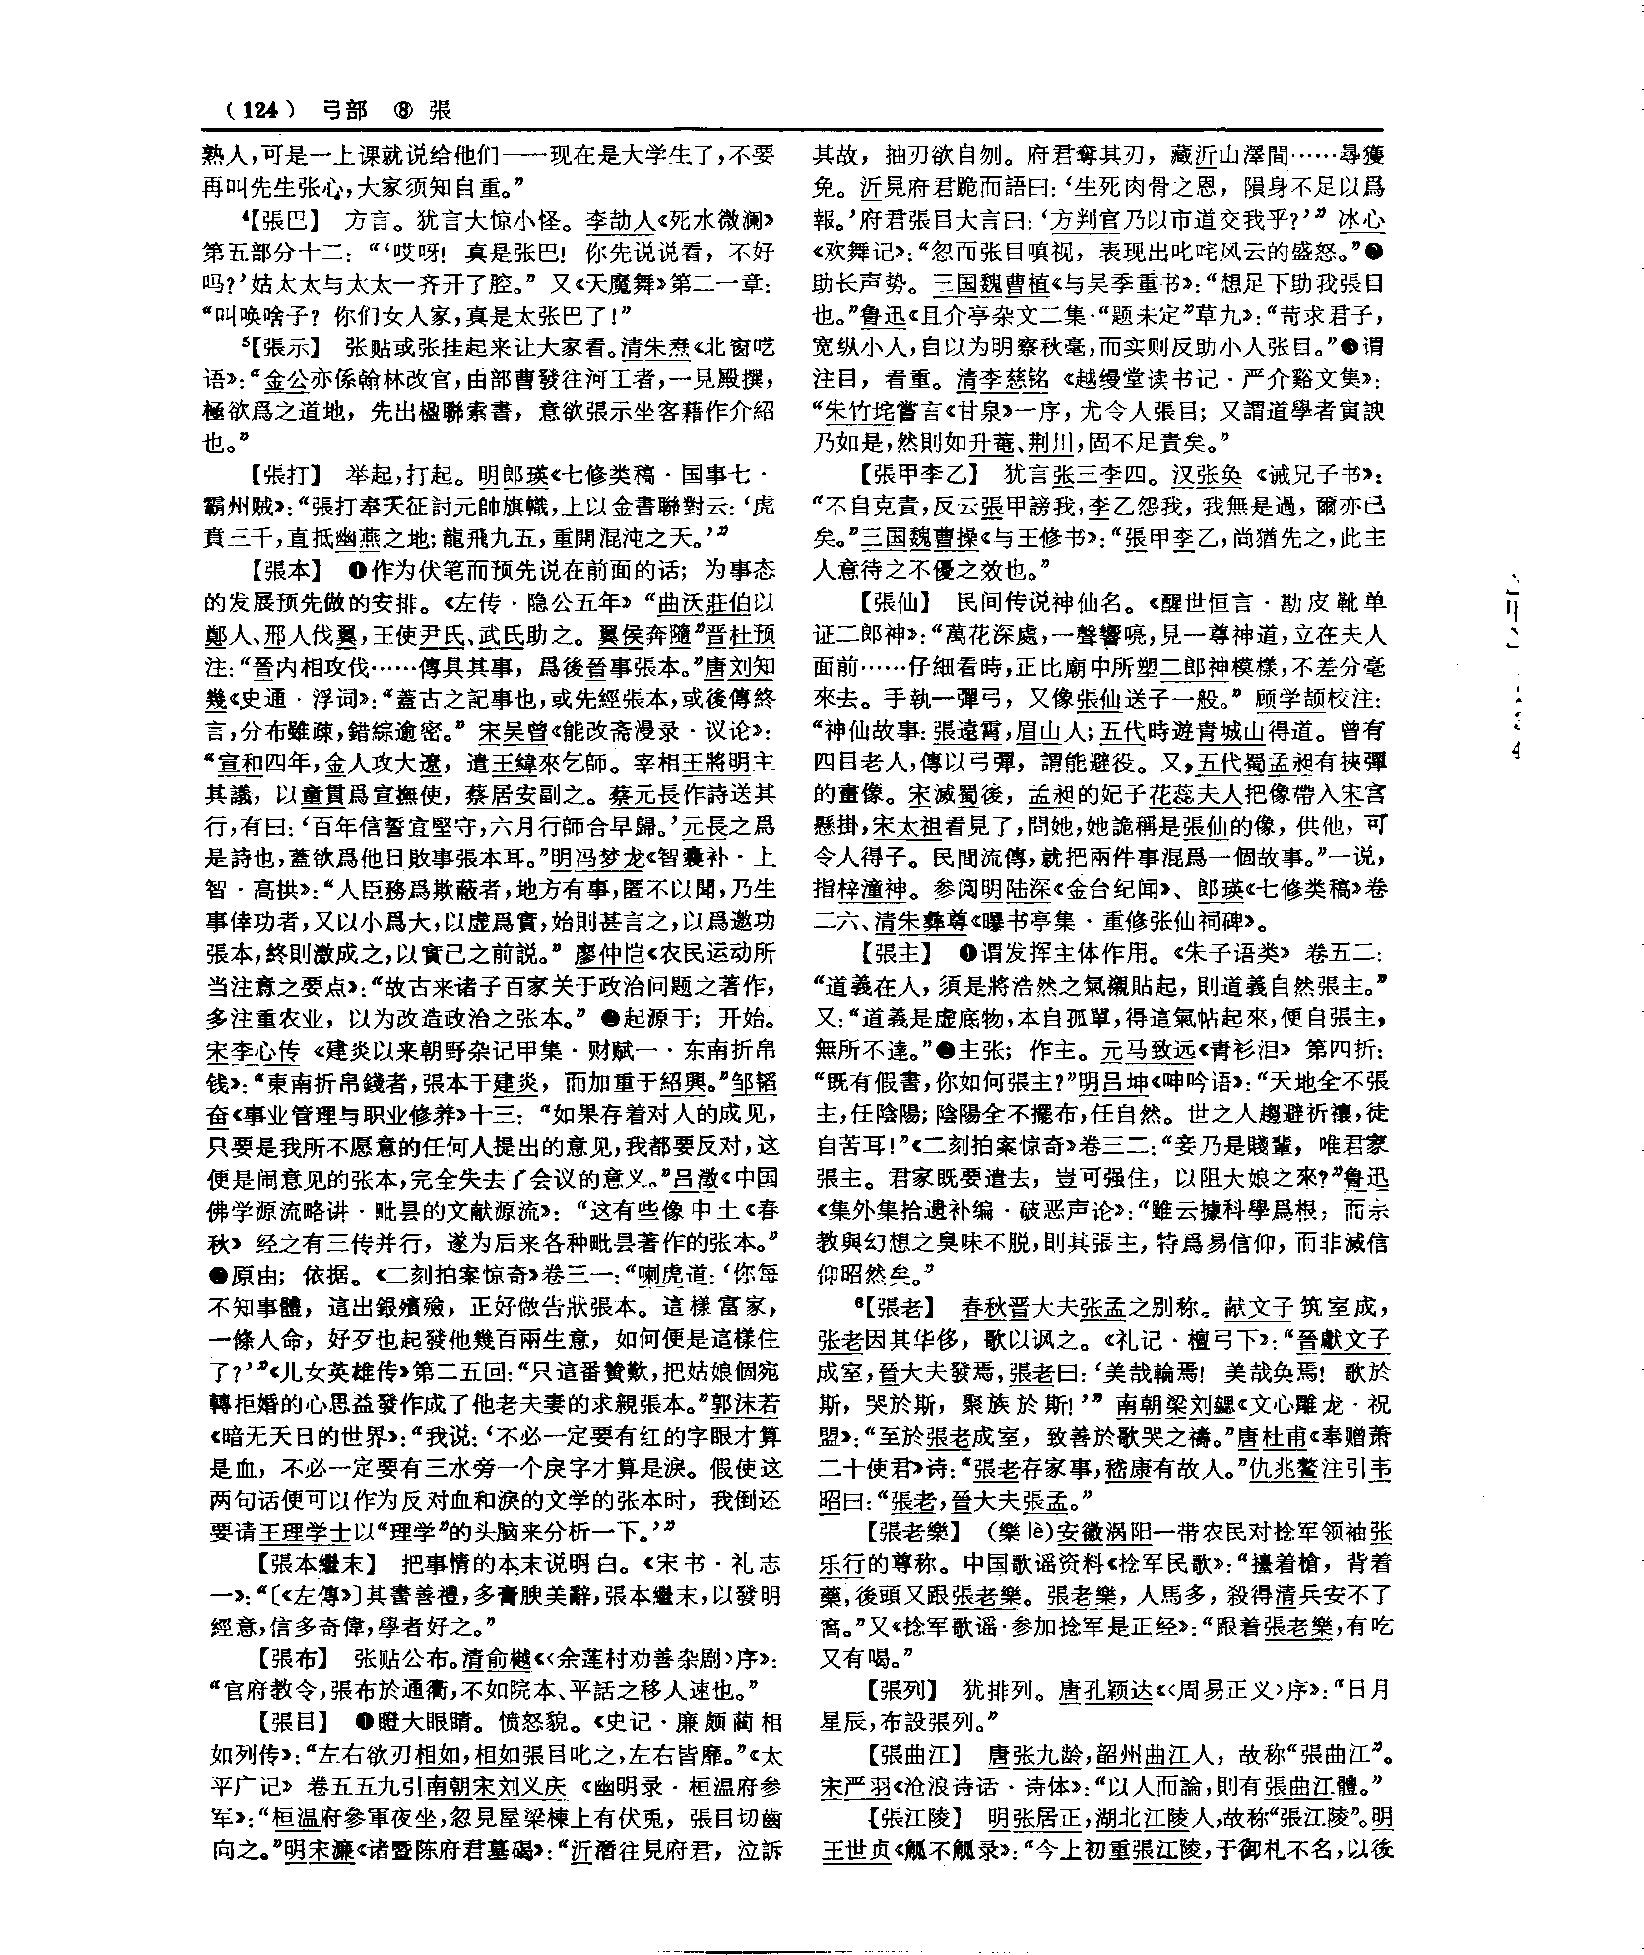 （124） 弓部 ⑧ 張
熟人，可是一上课就说给他们——现在是大学生了，不要
再叫先生张心，大家须知自重。”
⁴【張巴】 方言。犹言大惊小怪。李劼人《死水微澜》
第五部分十二：“‘哎呀！真是张巴！你先说说看，不好
吗？’姑太太与太太一齐开了腔。”又《天魔舞》第二一章：
“叫唤啥子？你们女人家，真是太张巴了！”
⁵【張示】 张贴或张挂起来让大家看。清朱焘《北窗呓
语》：“金公亦係翰林改官，由部曹發往河工者，一見殿撰，
極欲爲之道地，先出楹聯索書，意欲張示坐客藉作介紹
也。”
【張打】 举起，打起。明郎瑛《七修类稿·国事七·
霸州贼》：“張打奉天征討元帥旗幟，上以金書聯對云：‘虎
賁三千，直抵幽燕之地；龍飛九五，重開混沌之天。’”
【張本】 ❶作为伏笔而预先说在前面的话；为事态
的发展预先做的安排。《左传·隐公五年》“曲沃莊伯以
鄭人、邢人伐翼，王使尹氏、武氏助之。翼侯奔隨”晋杜预
注：“晉内相攻伐……傳具其事，爲後晉事張本。”唐刘知
幾《史通·浮词》：“蓋古之記事也，或先經張本，或後傳終
言，分布雖疎，錯綜逾密。”宋吴曾《能改斋漫录·议论》：
“宣和四年，金人攻大遼，遣王緯來乞師。宰相王將明主
其議，以童貫爲宣撫使，蔡居安副之。蔡元長作詩送其
行，有曰：‘百年信誓宜堅守，六月行師合早歸。’元長之爲
是詩也，蓋欲爲他日敗事張本耳。”明冯梦龙《智囊补·上
智·高拱》：“人臣務爲欺蔽者，地方有事，匿不以聞，乃生
事倖功者，又以小爲大，以虚爲實，始則甚言之，以爲邀功
張本，終則激成之，以實己之前説。”廖仲恺《农民运动所
当注意之要点》：“故古来诸子百家关于政治问题之著作，
多注重农业，以为改造政治之张本。”❷起源于；开始。
宋李心传《建炎以来朝野杂记甲集·财赋一·东南折帛
钱》：“東南折帛錢者，張本于建炎，而加重于紹興。”邹韬
奋《事业管理与职业修养》十三：“如果存着对人的成见，
只要是我所不愿意的任何人提出的意见，我都要反对，这
便是闹意见的张本，完全失去了会议的意义。”吕澂《中国
佛学源流略讲·毗昙的文献源流》：“这有些像中土《春
秋》经之有三传并行，遂为后来各种毗昙著作的张本。”
❸原由；依据。《二刻拍案惊奇》卷三一：“喇虎道：‘你每
不知事體，這出銀殯殮，正好做告狀張本。這樣富家，
一條人命，好歹也起發他幾百兩生意，如何便是這樣住
了？’”《儿女英雄传》第二五回：“只這番贊歎，把姑娘個宛
轉拒婚的心思益發作成了他老夫妻的求親張本。”郭沫若
《暗无天日的世界》：“我说：‘不必一定要有红的字眼才算
是血，不必一定要有三水旁一个戾字才算是淚。假使这
两句话便可以作为反对血和淚的文学的张本时，我倒还
要请王理学士以“理学”的头脑来分析一下。’”
【張本繼末】 把事情的本末说明白。《宋书·礼志
一》：“〔《左傳》〕其書善禮，多膏腴美辭，張本繼末，以發明
經意，信多奇偉，學者好之。”
【張布】 张贴公布。清俞樾《〈余莲村劝善杂剧〉序》：
“官府教令，張布於通衢，不如院本、平話之移人速也。”
【張目】 ❶瞪大眼睛。愤怒貌。《史记·廉颇蔺相
如列传》：“左右欲刃相如，相如張目叱之，左右皆靡。”《太
平广记》卷五五九引南朝宋刘义庆《幽明录·桓温府参
军》：“桓温府參軍夜坐，忽見屋梁棟上有伏兎，張目切齒
向之。”明宋濂《诸暨陈府君墓碣》：“沂潛往見府君，泣訴
其故，抽刃欲自刎。府君奪其刃，藏沂山澤間……尋獲
免。沂見府君跪而語曰：‘生死肉骨之恩，隕身不足以爲
報。’府君張目大言曰：‘方判官乃以市道交我乎？’”冰心
《欢舞记》：“忽而张目嗔视，表现出叱咤风云的盛怒。”❷
助长声势。三国魏曹植《与吴季重书》：“想足下助我張目
也。”鲁迅《且介亭杂文二集·“题未定”草九》：“苛求君子，
宽纵小人，自以为明察秋毫，而实则反助小人张目。”❸谓
注目，看重。清李慈铭《越缦堂读书记·严介谿文集》：
“朱竹垞嘗言《甘泉》一序，尤令人張目；又謂道學者寅諛
乃如是，然則如升菴、荆川，固不足責矣。”
【張甲李乙】 犹言张三李四。汉张奂《诫兄子书》：
“不自克責，反云張甲謗我，李乙怨我，我無是過，爾亦已
矣。”三国魏曹操《与王修书》：“張甲李乙，尚猶先之，此主
人意待之不優之效也。”
【張仙】 民间传说神仙名。《醒世恒言·勘皮靴单
证二郎神》：“萬花深處，一聲響喨，見一尊神道，立在夫人
面前……仔細看時，正比廟中所塑二郎神模樣，不差分毫
來去。手執一彈弓，又像張仙送子一般。”顾学颉校注：
“神仙故事：張遠霄，眉山人；五代時遊青城山得道。曾有
四目老人，傳以弓彈，謂能避役。又，五代蜀孟昶有挾彈
的畫像。宋滅蜀後，孟昶的妃子花蕊夫人把像帶入宋宫
懸掛，宋太祖看見了，問她，她詭稱是張仙的像，供他，可
令人得子。民間流傳，就把兩件事混爲一個故事。”一说，
指梓潼神。参阅明陆深《金台纪闻》、郎瑛《七修类稿》卷
二六、清朱彝尊《曝书亭集·重修张仙祠碑》。
【張主】 ❶谓发挥主体作用。《朱子语类》卷五二：
“道義在人，須是將浩然之氣襯貼起，則道義自然張主。”
又：“道義是虚底物，本自孤單，得這氣帖起來，便自張主，
無所不達。”❷主张；作主。元马致远《青衫泪》第四折：
“既有假書，你如何張主？”明吕坤《呻吟语》：“天地全不張
主，任陰陽；陰陽全不擺布，任自然。世之人趨避祈禳，徒
自苦耳！”《二刻拍案惊奇》卷三二：“妾乃是賤輩，唯君家
張主。君家既要遣去，豈可强住，以阻大娘之來？”鲁迅
《集外集拾遗补编·破恶声论》：“雖云據科學爲根，而宗
教與幻想之臭味不脱，則其張主，特爲易信仰，而非滅信
仰昭然矣。”
⁶【張老】 春秋晋大夫张孟之别称。献文子筑室成，
张老因其华侈，歌以讽之。《礼记·檀弓下》：“晉獻文子
成室，晉大夫發焉，張老曰：‘美哉輪焉！美哉奐焉！歌於
斯，哭於斯，聚族於斯！’”南朝梁刘勰《文心雕龙·祝
盟》：“至於張老成室，致善於歌哭之禱。”唐杜甫《奉赠萧
二十使君》诗：“張老存家事，嵇康有故人。”仇兆鳌注引韦
昭曰：“張老，晉大夫張孟。”
【張老樂】 （樂 lè）安徽涡阳一带农民对捻军领袖张
乐行的尊称。中国歌谣资料《捻军民歌》：“攮着槍，背着
藥，後頭又跟張老樂。張老樂，人馬多，殺得清兵安不了
窩。”又《捻军歌谣·参加捻军是正经》：“跟着張老樂，有吃
又有喝。”
【張列】 犹排列。唐孔颖达《〈周易正义〉序》：“日月
星辰，布設張列。”
【張曲江】 唐张九龄，韶州曲江人，故称“張曲江”。
宋严羽《沧浪诗话·诗体》：“以人而論，則有張曲江體。”
【張江陵】 明张居正，湖北江陵人，故称“張江陵”。明
王世贞《觚不觚录》：“今上初重張江陵，于御札不名，以後